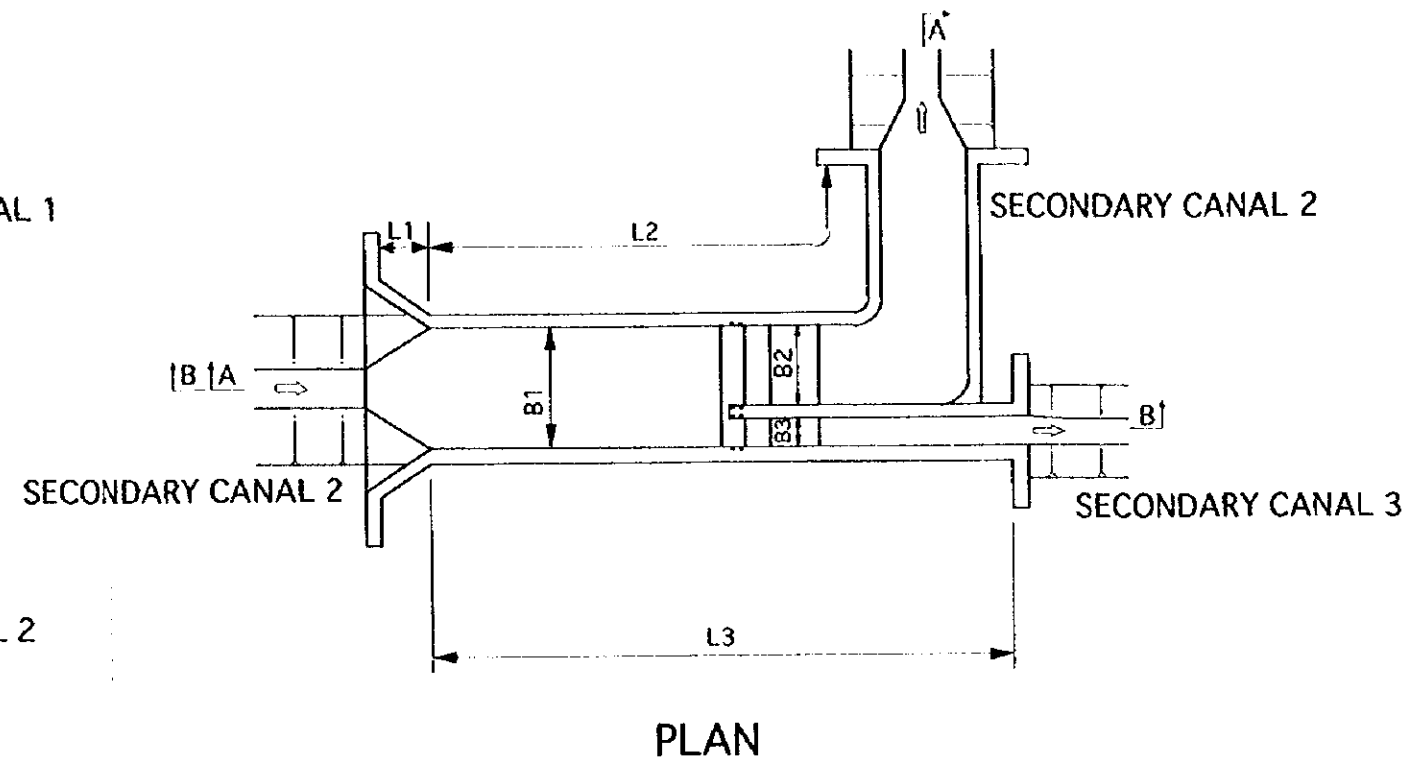 A
AL 1
SECONDARY CANAL 2
L1
L2
B A
B1
B2
B3
B
SECONDARY CANAL 2
SECONDARY CANAL 3
L 2
L3
PLAN